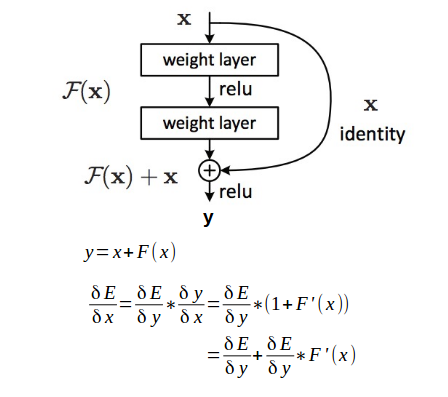 x
weight layer
relu
F(x)
weight layer
x
identity
F(x) + x
relu
y
y=x+F(x)
δE/δx=δE/δy*δy/δx=δE/δy*(1+F'(x))
=δE/δy+δE/δy*F'(x)